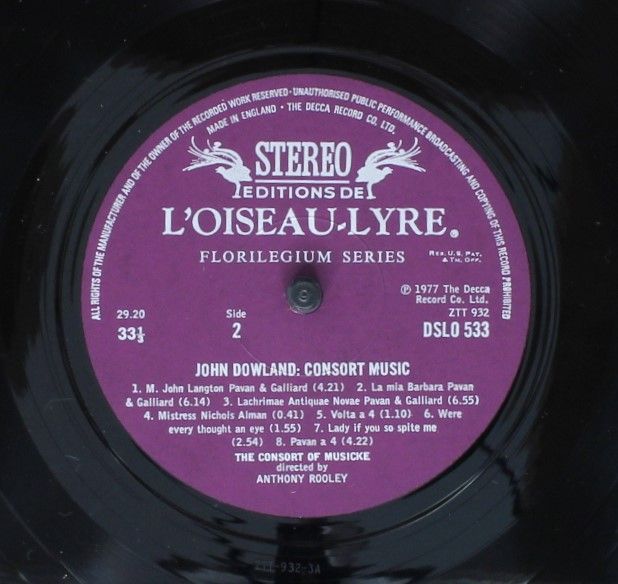 ALL RIGHTS OF THE MANUFACTURER AND OF THE OWNER OF THE RECORDED WORK RESERVED · UNAUTHORISED PUBLIC PERFORMANCE BROADCASTING AND COPYING OF THIS RECORD PROHIBITED
MADE IN ENGLAND · THE DECCA RECORD CO. LTD.
STEREO
EDITIONS DE
L'OISEAU-LYRE®
FLORILEGIUM SERIES
REG. U.S. PAT.
& TM. OFF.
℗ 1977 The Decca
Record Co. Ltd.
29.20 Side ZTT 932
33⅓ 2 DSLO 533
JOHN DOWLAND: CONSORT MUSIC
1. M. John Langton Pavan & Galliard (4.21) 2. La mia Barbara Pavan
& Galliard (6.14) 3. Lachrimae Antiquae Novae Pavan & Galliard (6.55)
4. Mistress Nichols Alman (0.41) 5. Volta a 4 (1.10) 6. Were
every thought an eye (1.55) 7. Lady if you so spite me
(2.54) 8. Pavan a 4 (4.22)
THE CONSORT OF MUSICKE
directed by
ANTHONY ROOLEY
ZTT-932-3A